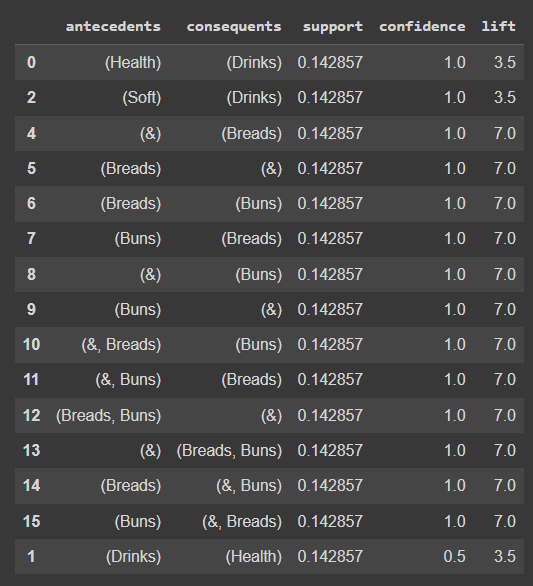 antecedents consequents support confidence lift
0 (Health) (Drinks) 0.142857 1.0 3.5
2 (Soft) (Drinks) 0.142857 1.0 3.5
4 (&) (Breads) 0.142857 1.0 7.0
5 (Breads) (&) 0.142857 1.0 7.0
6 (Breads) (Buns) 0.142857 1.0 7.0
7 (Buns) (Breads) 0.142857 1.0 7.0
8 (&) (Buns) 0.142857 1.0 7.0
9 (Buns) (&) 0.142857 1.0 7.0
10 (&, Breads) (Buns) 0.142857 1.0 7.0
11 (&, Buns) (Breads) 0.142857 1.0 7.0
12 (Breads, Buns) (&) 0.142857 1.0 7.0
13 (&) (Breads, Buns) 0.142857 1.0 7.0
14 (Breads) (&, Buns) 0.142857 1.0 7.0
15 (Buns) (&, Breads) 0.142857 1.0 7.0
1 (Drinks) (Health) 0.142857 0.5 3.5